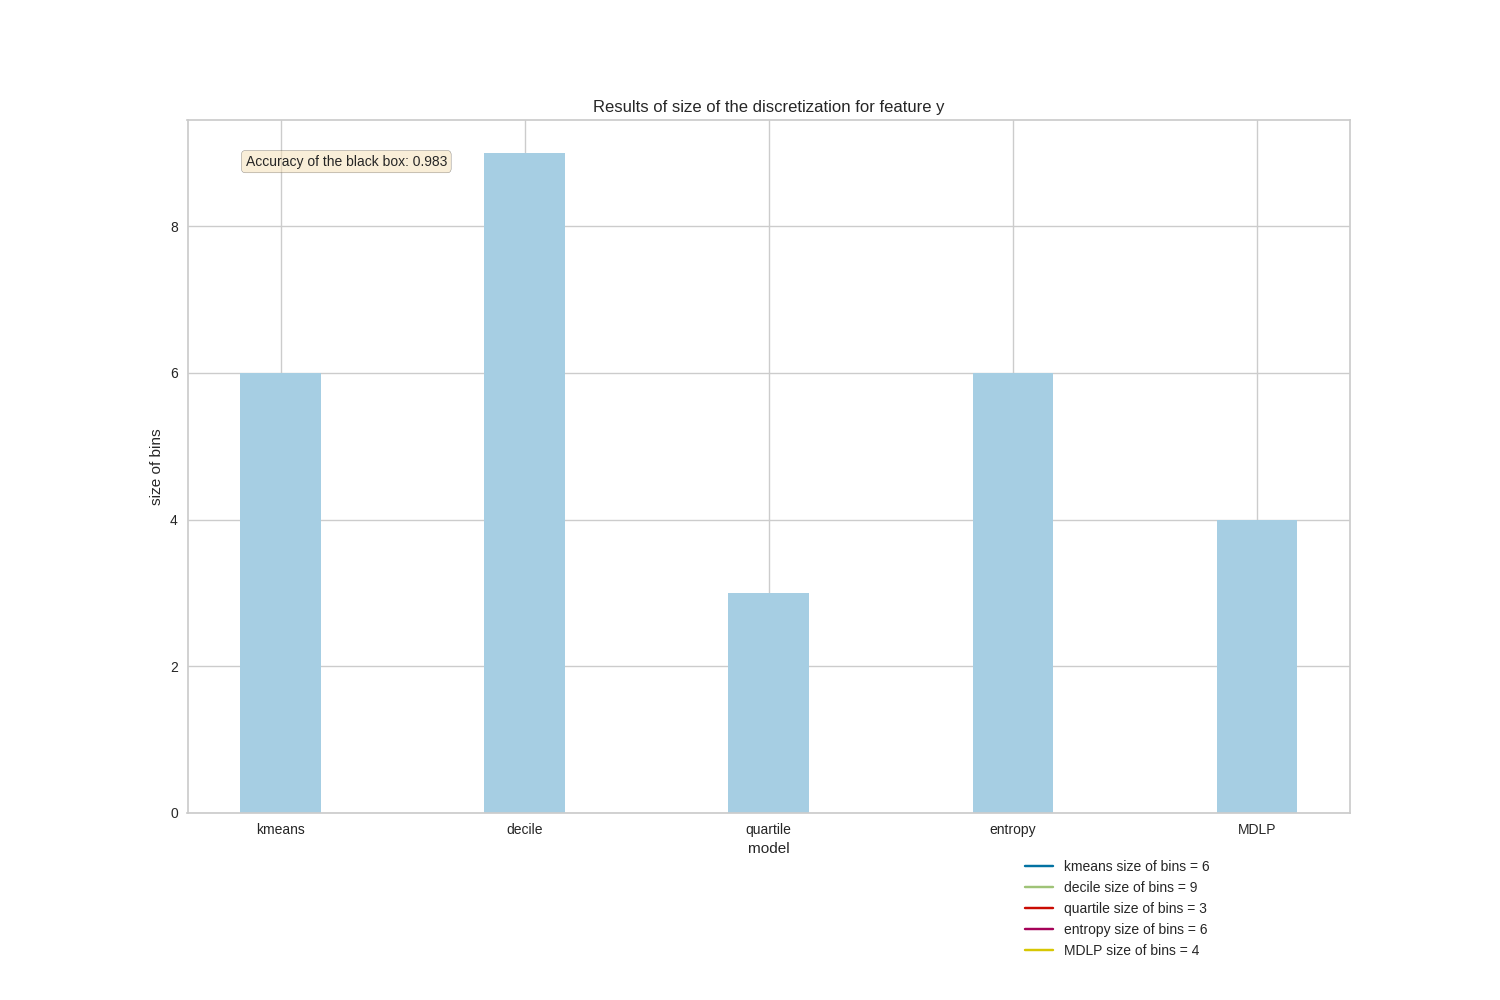 Results of size of the discretization for feature y
Accuracy of the black box: 0.983
8
6
4
2
0
size of bins
kmeans decile quartile entropy MDLP
model
kmeans size of bins = 6
decile size of bins = 9
quartile size of bins = 3
entropy size of bins = 6
MDLP size of bins = 4